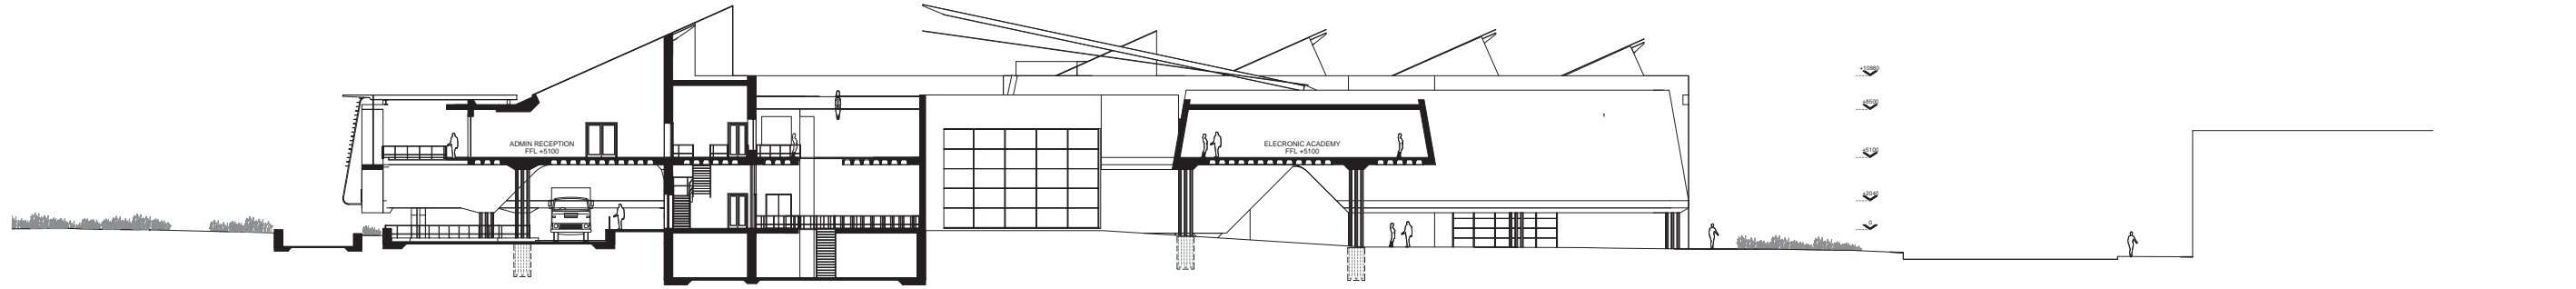 +10880
+8500
ADMIN RECEPTION
FFL +5100
ELECRONIC ACADEMY
FFL +5100
+5100
+2040
0